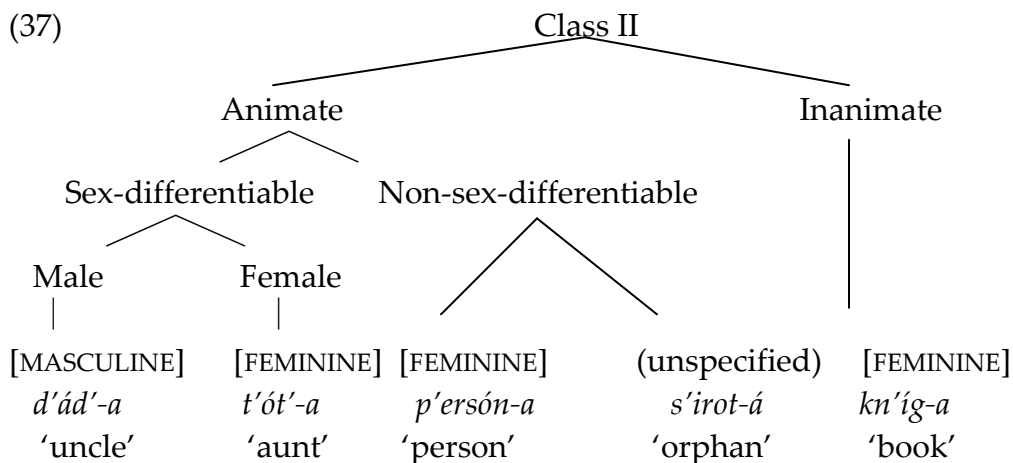 (37) Class II
Animate Inanimate
Sex-differentiable Non-sex-differentiable
Male Female
[MASCULINE] [FEMININE] [FEMININE] (unspecified) [FEMININE]
d’ád’-a t’ót’-a p’ersón-a s’irot-á kn’íg-a
‘uncle’ ‘aunt’ ‘person’ ‘orphan’ ‘book’